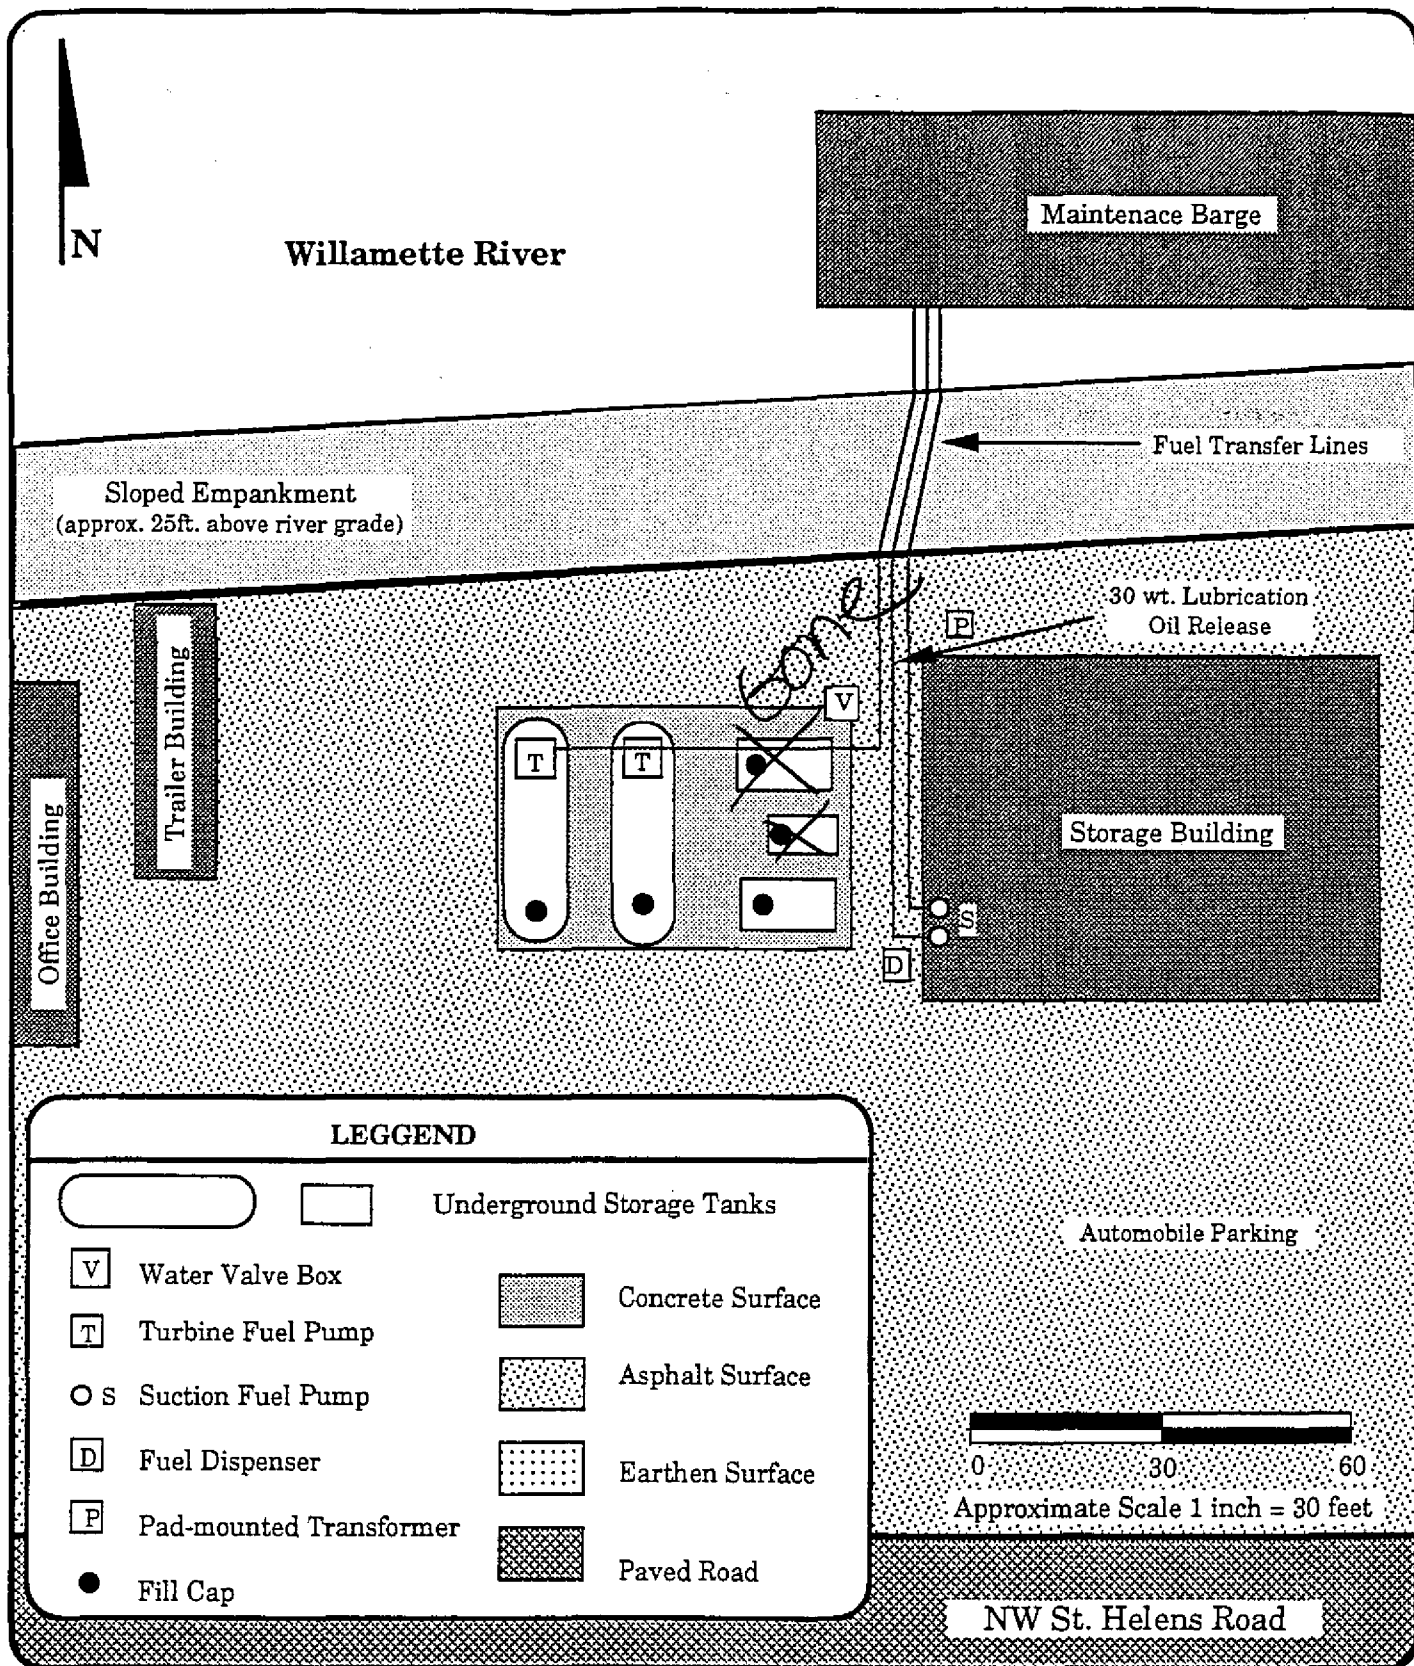 N
Willamette River
Maintenace Barge
Fuel Transfer Lines
Sloped Empankment
(approx. 25ft. above river grade)
30 wt. Lubrication
Oil Release
P
Gone
V
T
T
Trailer Building
Office Building
Storage Building
S
D
LEGGEND
Underground Storage Tanks
V Water Valve Box
T Turbine Fuel Pump
S Suction Fuel Pump
D Fuel Dispenser
P Pad-mounted Transformer
Fill Cap
Concrete Surface
Asphalt Surface
Earthen Surface
Paved Road
Automobile Parking
0 30 60
Approximate Scale 1 inch = 30 feet
NW St. Helens Road